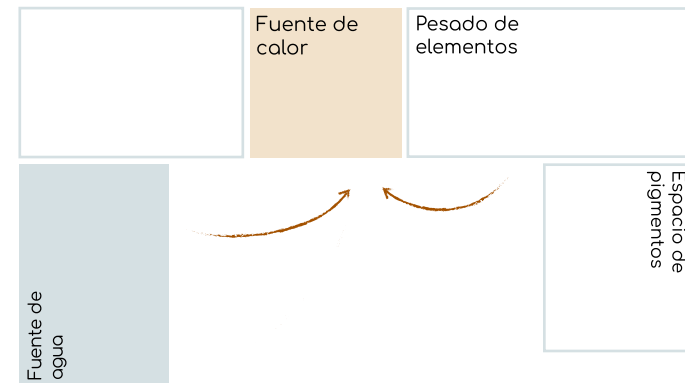 Fuente de
calor
Pesado de
elementos
Espacio de
pigmentos
Fuente de
agua